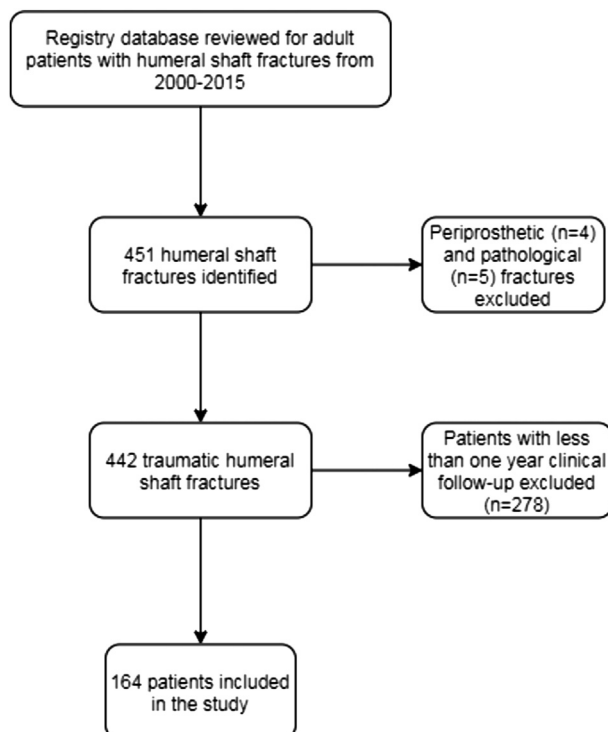 Registry database reviewed for adult
patients with humeral shaft fractures from
2000-2015
451 humeral shaft
fractures identified
Periprosthetic (n=4)
and pathological
(n=5) fractures
excluded
442 traumatic humeral
shaft fractures
Patients with less
than one year clinical
follow-up excluded
(n=278)
164 patients included
in the study